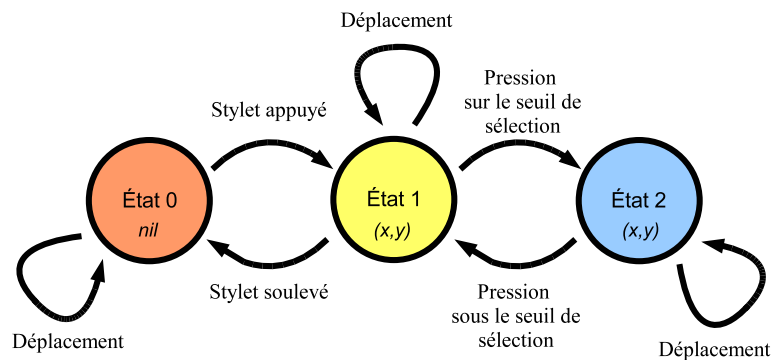 Déplacement
Stylet appuyé
Pression
sur le seuil de
sélection
État 0
nil
État 1
(x,y)
État 2
(x,y)
Déplacement
Stylet soulevé
Pression
sous le seuil de
sélection
Déplacement